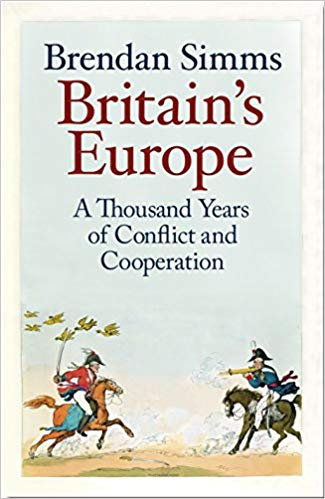 Brendan Simms
Britain's
Europe
A Thousand Years
of Conflict and
Cooperation